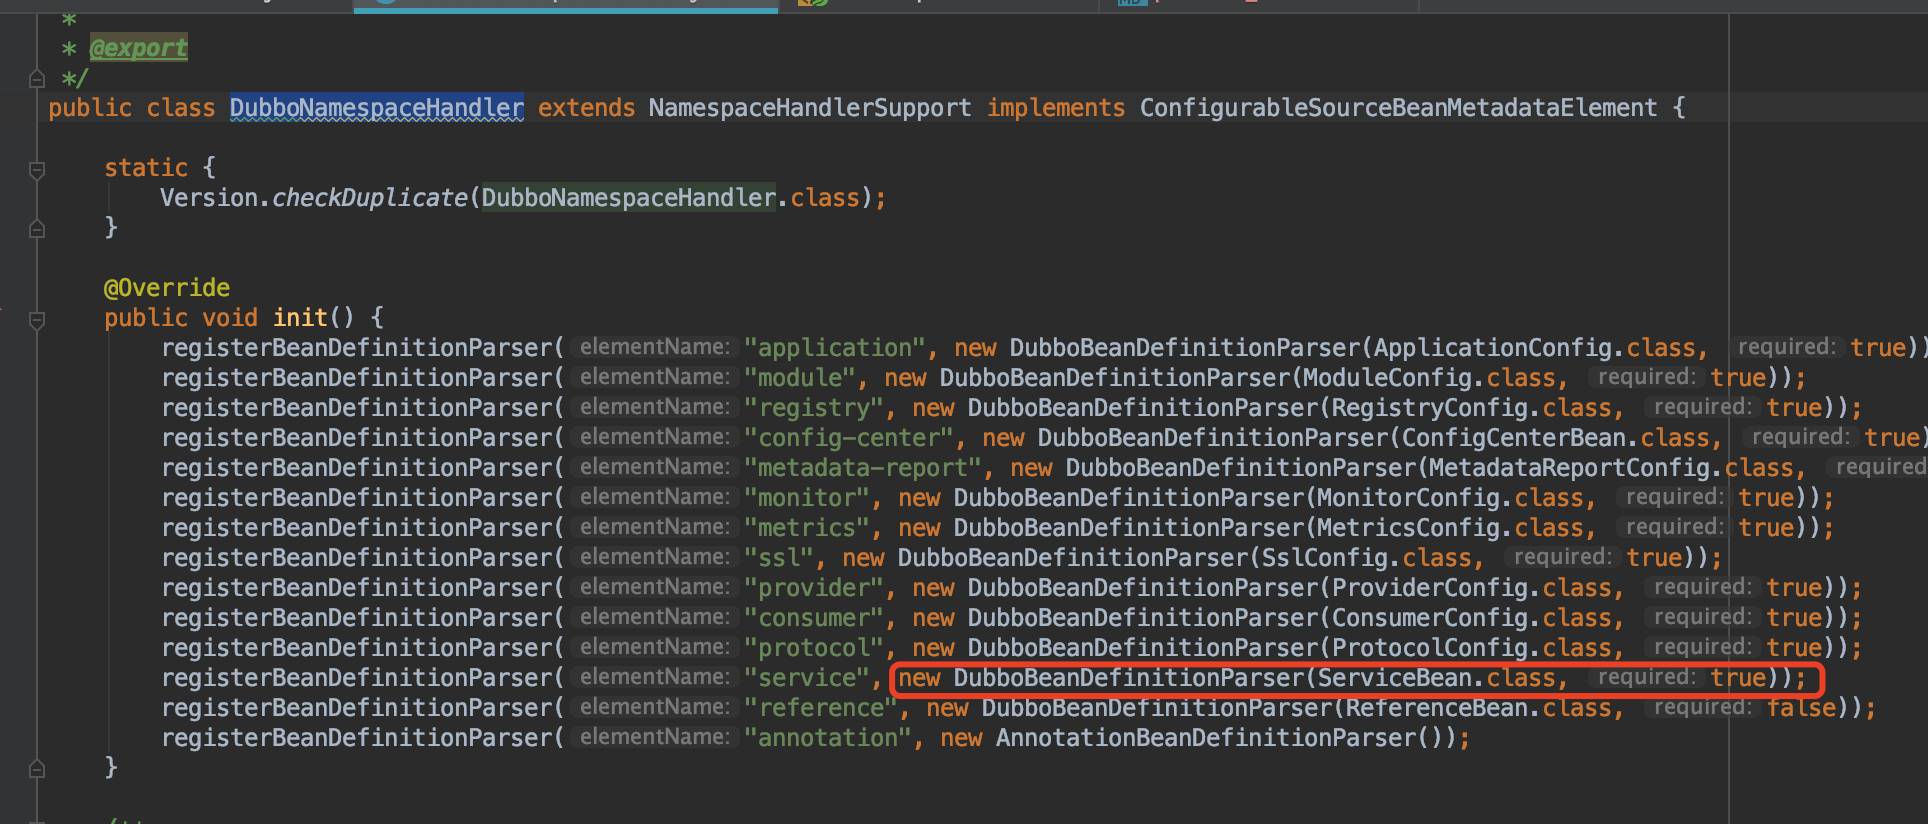 *
* @export
*/
public class DubboNamespaceHandler extends NamespaceHandlerSupport implements ConfigurableSourceBeanMetadataElement {
static {
Version.checkDuplicate(DubboNamespaceHandler.class);
}
@Override
public void init() {
registerBeanDefinitionParser( elementName: "application", new DubboBeanDefinitionParser(ApplicationConfig.class, required: true))
registerBeanDefinitionParser( elementName: "module", new DubboBeanDefinitionParser(ModuleConfig.class, required: true));
registerBeanDefinitionParser( elementName: "registry", new DubboBeanDefinitionParser(RegistryConfig.class, required: true));
registerBeanDefinitionParser( elementName: "config-center", new DubboBeanDefinitionParser(ConfigCenterBean.class, required: true)
registerBeanDefinitionParser( elementName: "metadata-report", new DubboBeanDefinitionParser(MetadataReportConfig.class, required
registerBeanDefinitionParser( elementName: "monitor", new DubboBeanDefinitionParser(MonitorConfig.class, required: true));
registerBeanDefinitionParser( elementName: "metrics", new DubboBeanDefinitionParser(MetricsConfig.class, required: true));
registerBeanDefinitionParser( elementName: "ssl", new DubboBeanDefinitionParser(SslConfig.class, required: true));
registerBeanDefinitionParser( elementName: "provider", new DubboBeanDefinitionParser(ProviderConfig.class, required: true));
registerBeanDefinitionParser( elementName: "consumer", new DubboBeanDefinitionParser(ConsumerConfig.class, required: true));
registerBeanDefinitionParser( elementName: "protocol", new DubboBeanDefinitionParser(ProtocolConfig.class, required: true));
registerBeanDefinitionParser( elementName: "service", new DubboBeanDefinitionParser(ServiceBean.class, required: true));
registerBeanDefinitionParser( elementName: "reference", new DubboBeanDefinitionParser(ReferenceBean.class, required: false));
registerBeanDefinitionParser( elementName: "annotation", new AnnotationBeanDefinitionParser());
}